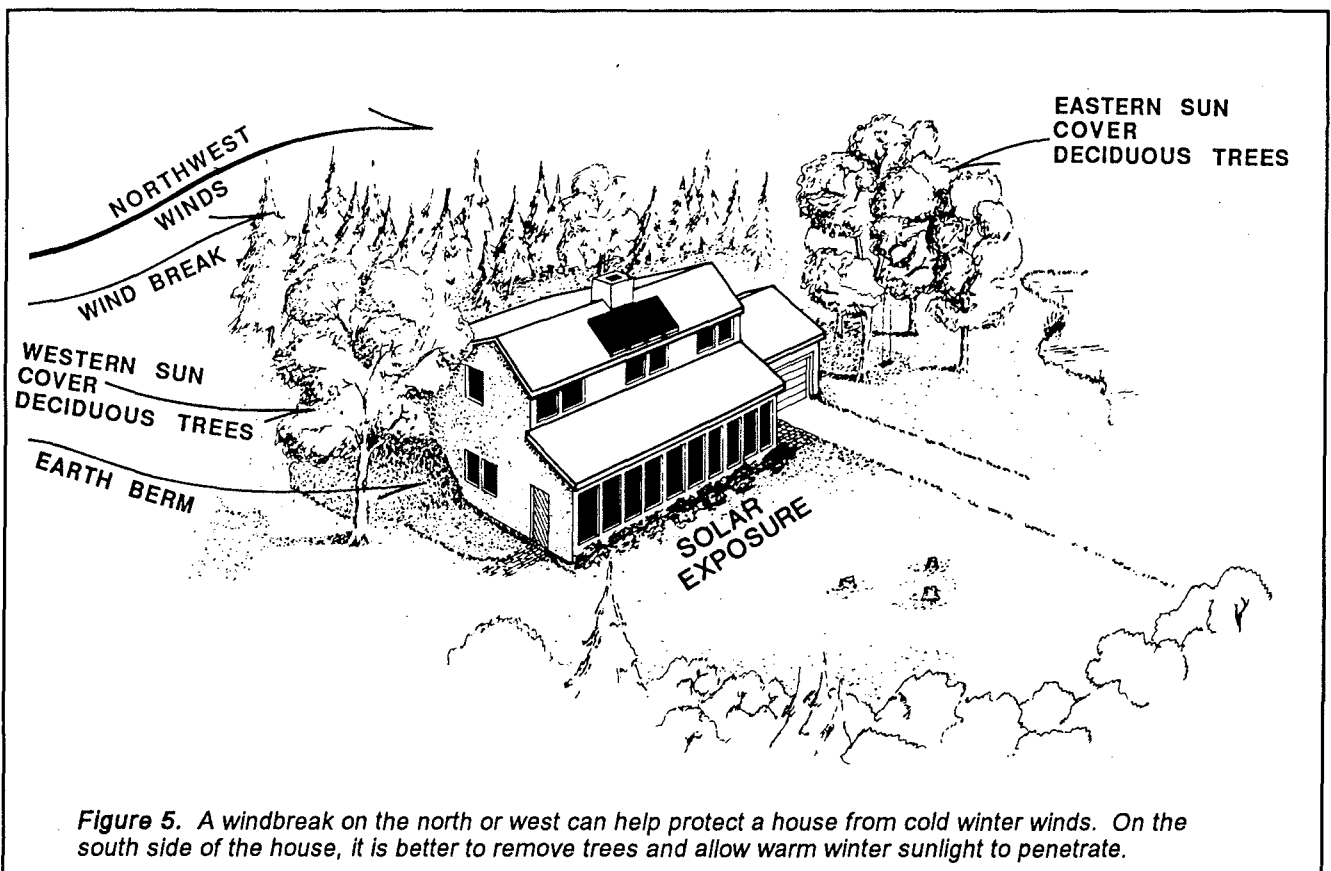 NORTHWEST
WINDS
WIND BREAK
WESTERN SUN
COVER
DECIDUOUS TREES
EARTH BERM
EASTERN SUN
COVER
DECIDUOUS TREES
SOLAR
EXPOSURE
Figure 5. A windbreak on the north or west can help protect a house from cold winter winds. On the
south side of the house, it is better to remove trees and allow warm winter sunlight to penetrate.